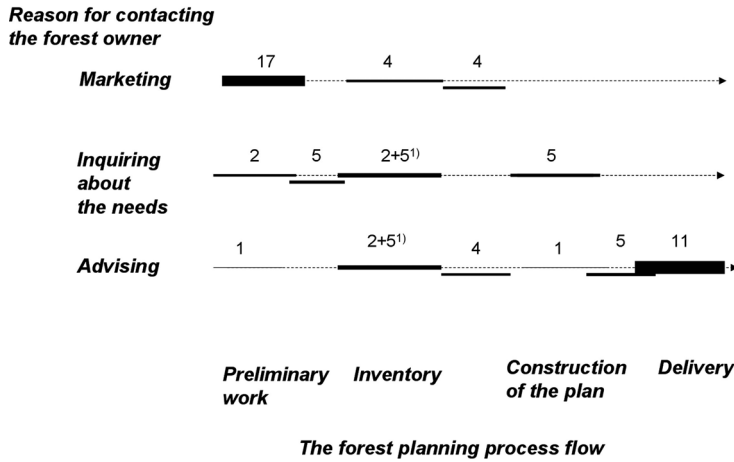 Reason for contacting
the forest owner
17 4 4
Marketing
2 5 2+5¹⁾ 5
Inquiring
about
the needs
1 2+5¹⁾ 4 1 5 11
Advising
Preliminary
work
Inventory
Construction
of the plan
Delivery
The forest planning process flow